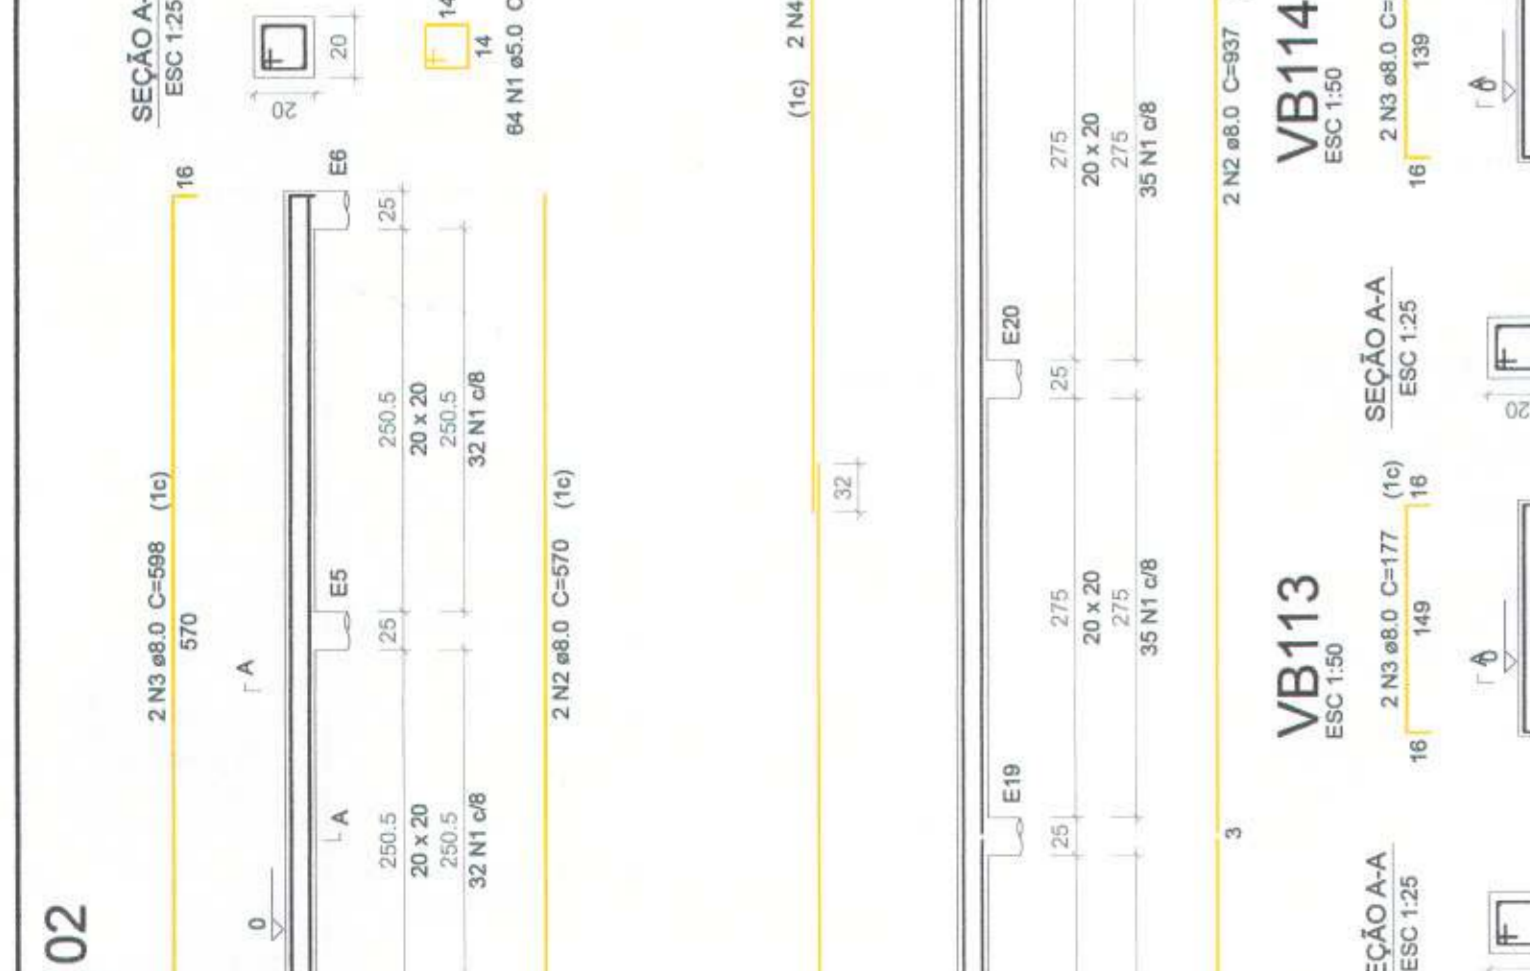 02
2 N3 ø8.0 C=598 (1c)
570
16
SEÇÃO A-
ESC 1:25
20
20
14
14
64 N1 ø5.0 C
0
A
A
E5
E6
250.5
25
250.5
25
20 x 20
20 x 20
250.5
250.5
32 N1 c/8
32 N1 c/8
2 N2 ø8.0 C=570 (1c)
(1c) 2 N4
32
E19
E20
25
275
25
275
20 x 20
20 x 20
275
275
35 N1 c/8
35 N1 c/8
3
2 N2 ø8.0 C=937
VB113
ESC 1:50
VB114
ESC 1:50
EÇÃO A-A
ESC 1:25
2 N3 ø8.0 C=177 (1c)
16
149
16
A
0
SEÇÃO A-A
ESC 1:25
20
2 N3 ø8.0 C=
16
139
A
0